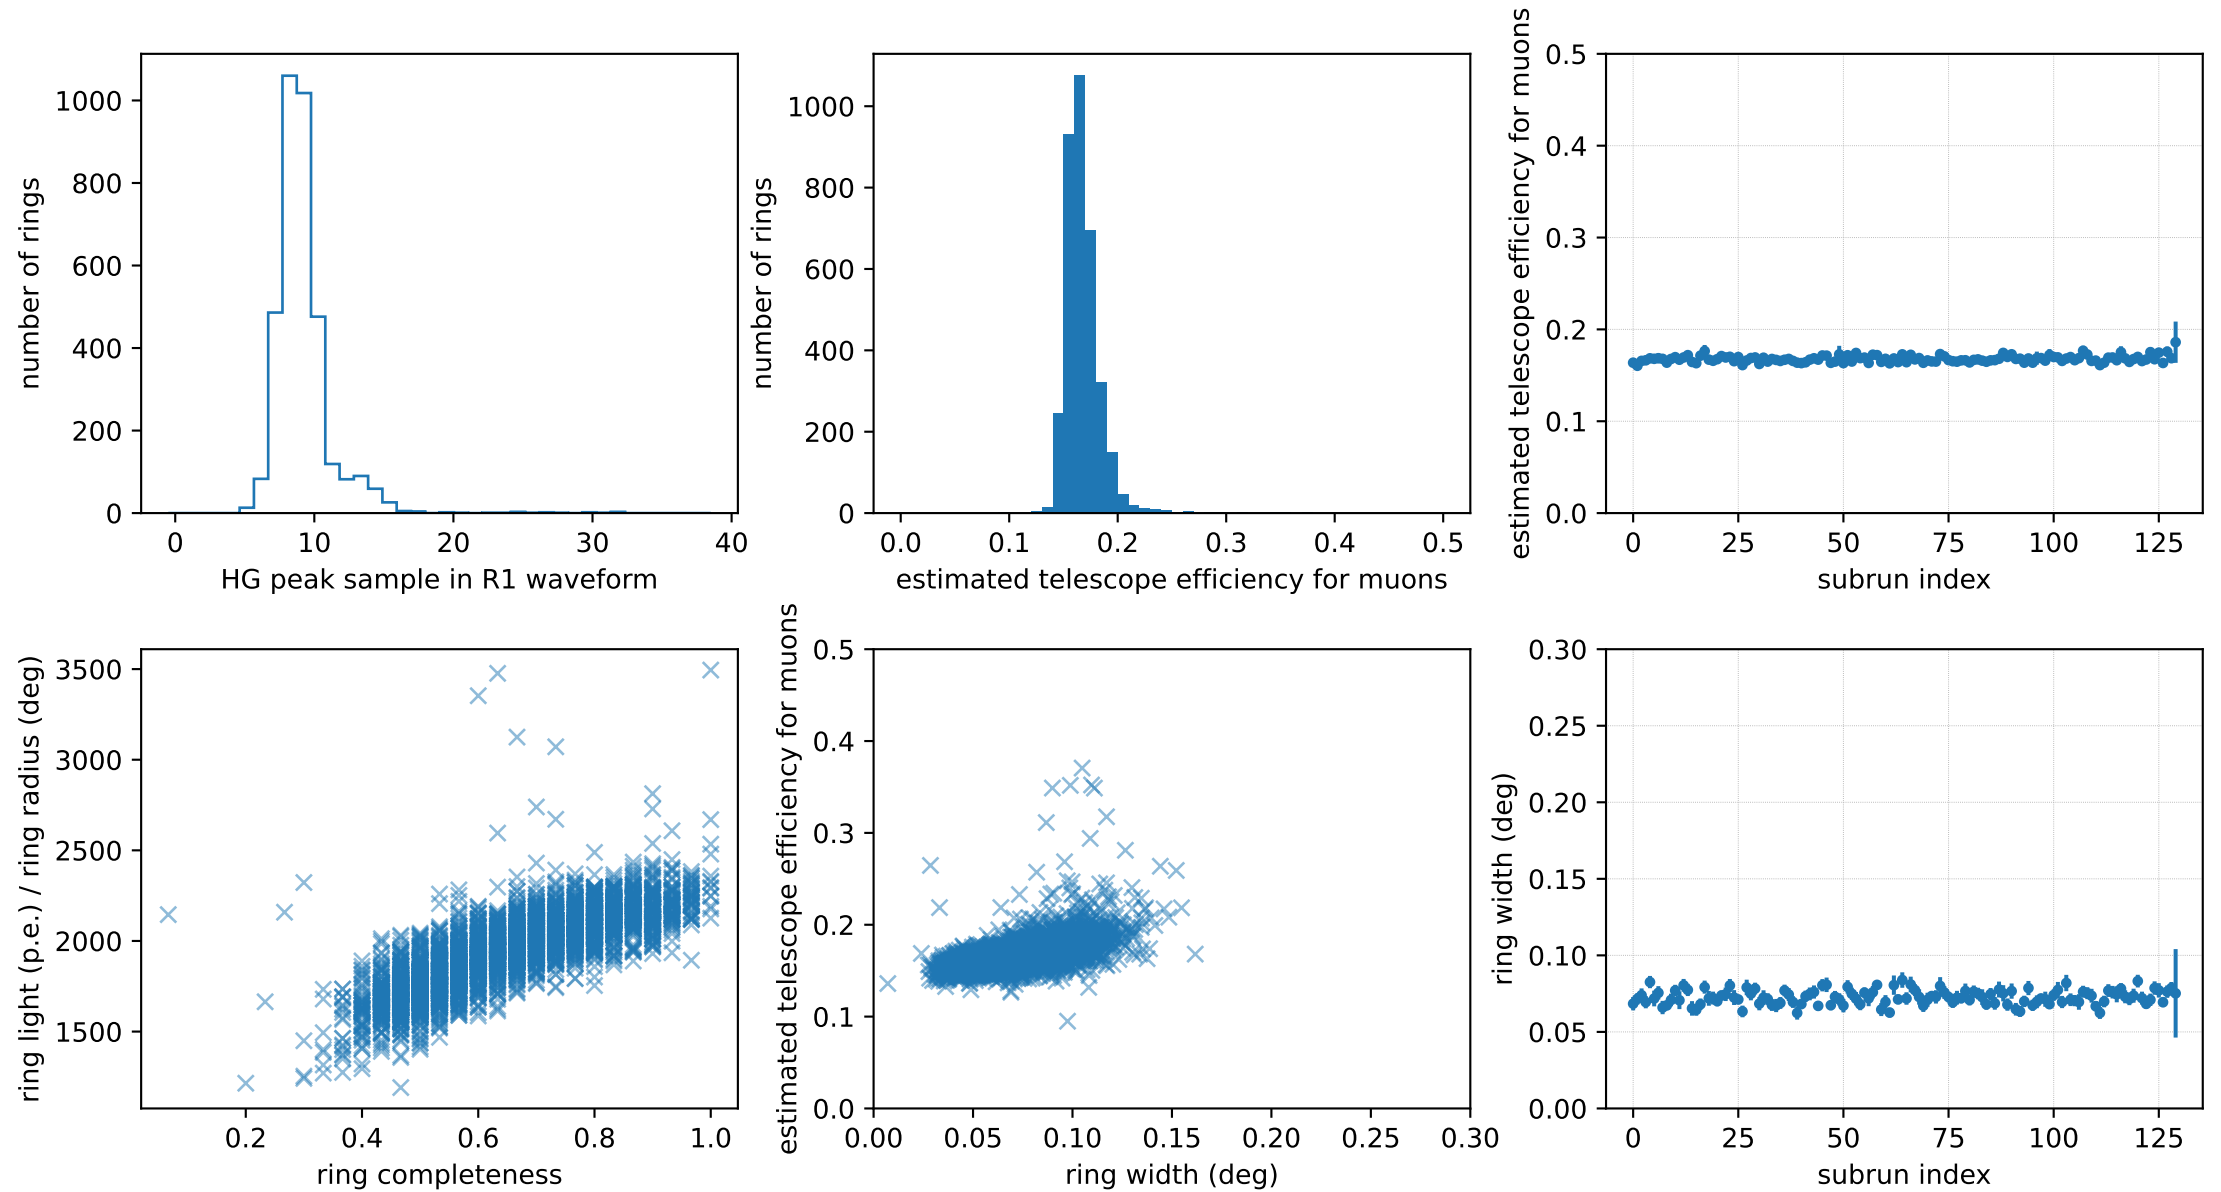 number of rings
1000
800
600
400
200
0
0 10 20 30 40
HG peak sample in R1 waveform
number of rings
1000
800
600
400
200
0
0.0 0.1 0.2 0.3 0.4 0.5
estimated telescope efficiency for muons
estimated telescope efficiency for muons
0.5
0.4
0.3
0.2
0.1
0.0
0 25 50 75 100 125
subrun index
ring light (p.e.) / ring radius (deg)
3500
3000
2500
2000
1500
0.2 0.4 0.6 0.8 1.0
ring completeness
estimated telescope efficiency for muons
0.5
0.4
0.3
0.2
0.1
0.0
0.00 0.05 0.10 0.15 0.20 0.25 0.30
ring width (deg)
ring width (deg)
0.30
0.25
0.20
0.15
0.10
0.05
0.00
0 25 50 75 100 125
subrun index